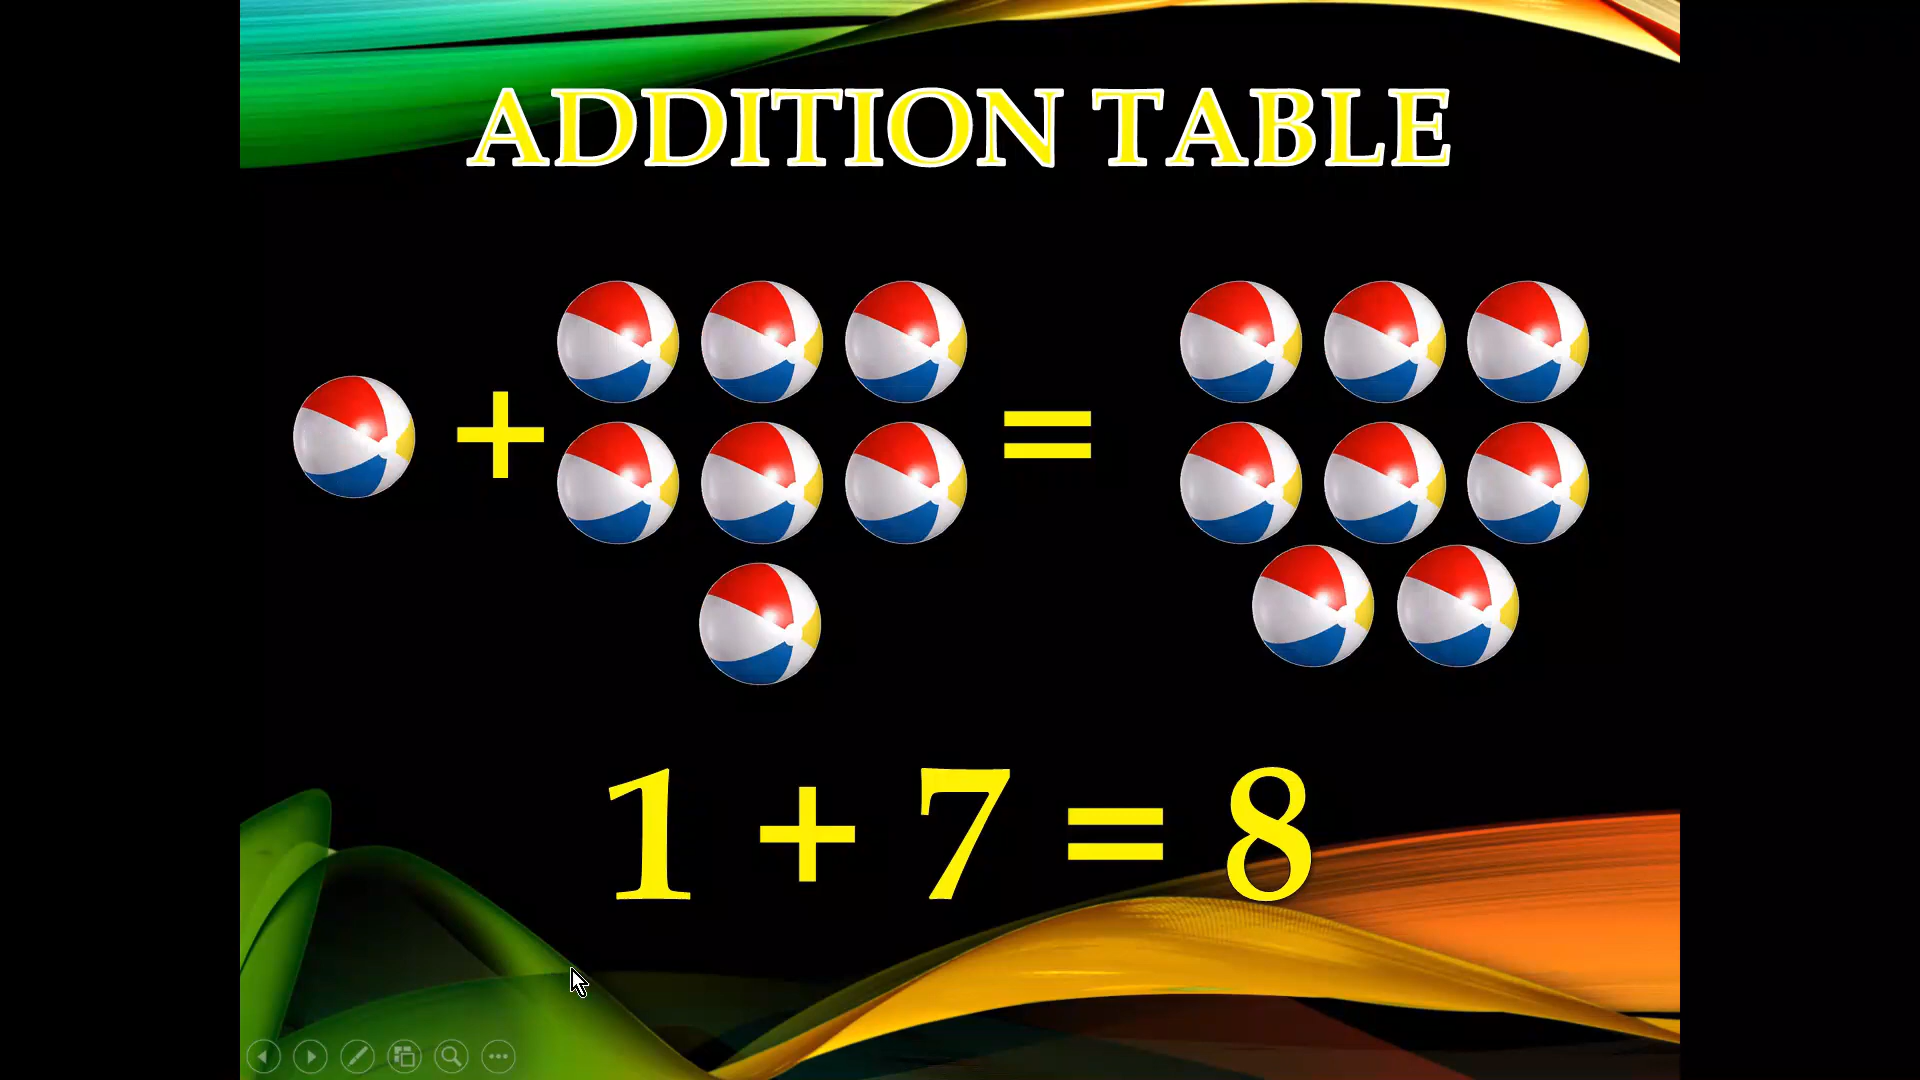 ADDITION TABLE
+ =
1 + 7 = 8